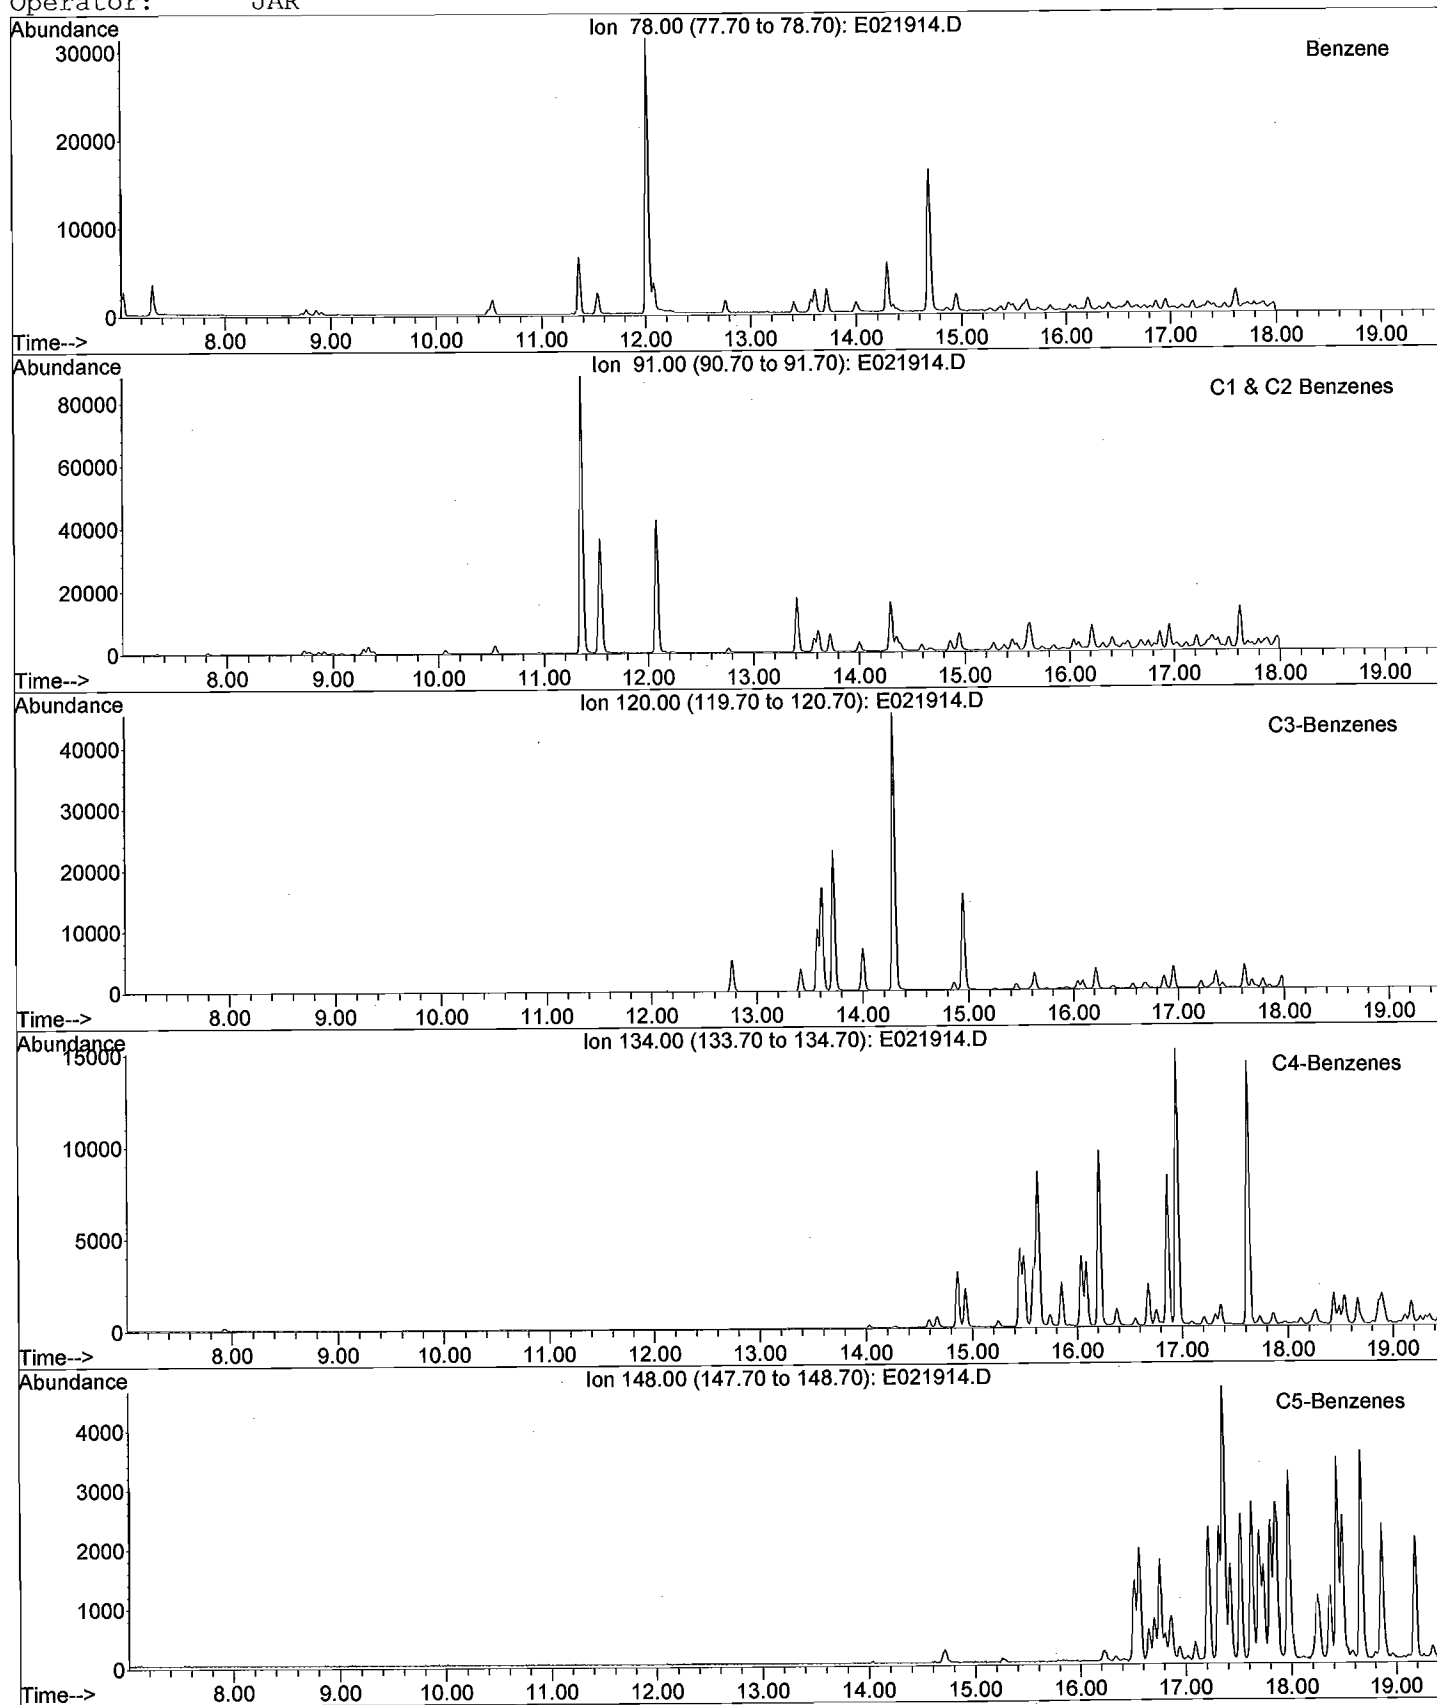 Operator: JAR
Abundance
Ion 78.00 (77.70 to 78.70): E021914.D
Benzene
30000
20000
10000
0
Time-->
8.00 9.00 10.00 11.00 12.00 13.00 14.00 15.00 16.00 17.00 18.00 19.00
Abundance
Ion 91.00 (90.70 to 91.70): E021914.D
C1 & C2 Benzenes
80000
60000
40000
20000
0
Time-->
8.00 9.00 10.00 11.00 12.00 13.00 14.00 15.00 16.00 17.00 18.00 19.00
Abundance
Ion 120.00 (119.70 to 120.70): E021914.D
C3-Benzenes
40000
30000
20000
10000
0
Time-->
8.00 9.00 10.00 11.00 12.00 13.00 14.00 15.00 16.00 17.00 18.00 19.00
Abundance
Ion 134.00 (133.70 to 134.70): E021914.D
C4-Benzenes
15000
10000
5000
0
Time-->
8.00 9.00 10.00 11.00 12.00 13.00 14.00 15.00 16.00 17.00 18.00 19.00
Abundance
Ion 148.00 (147.70 to 148.70): E021914.D
C5-Benzenes
4000
3000
2000
1000
0
Time-->
8.00 9.00 10.00 11.00 12.00 13.00 14.00 15.00 16.00 17.00 18.00 19.00